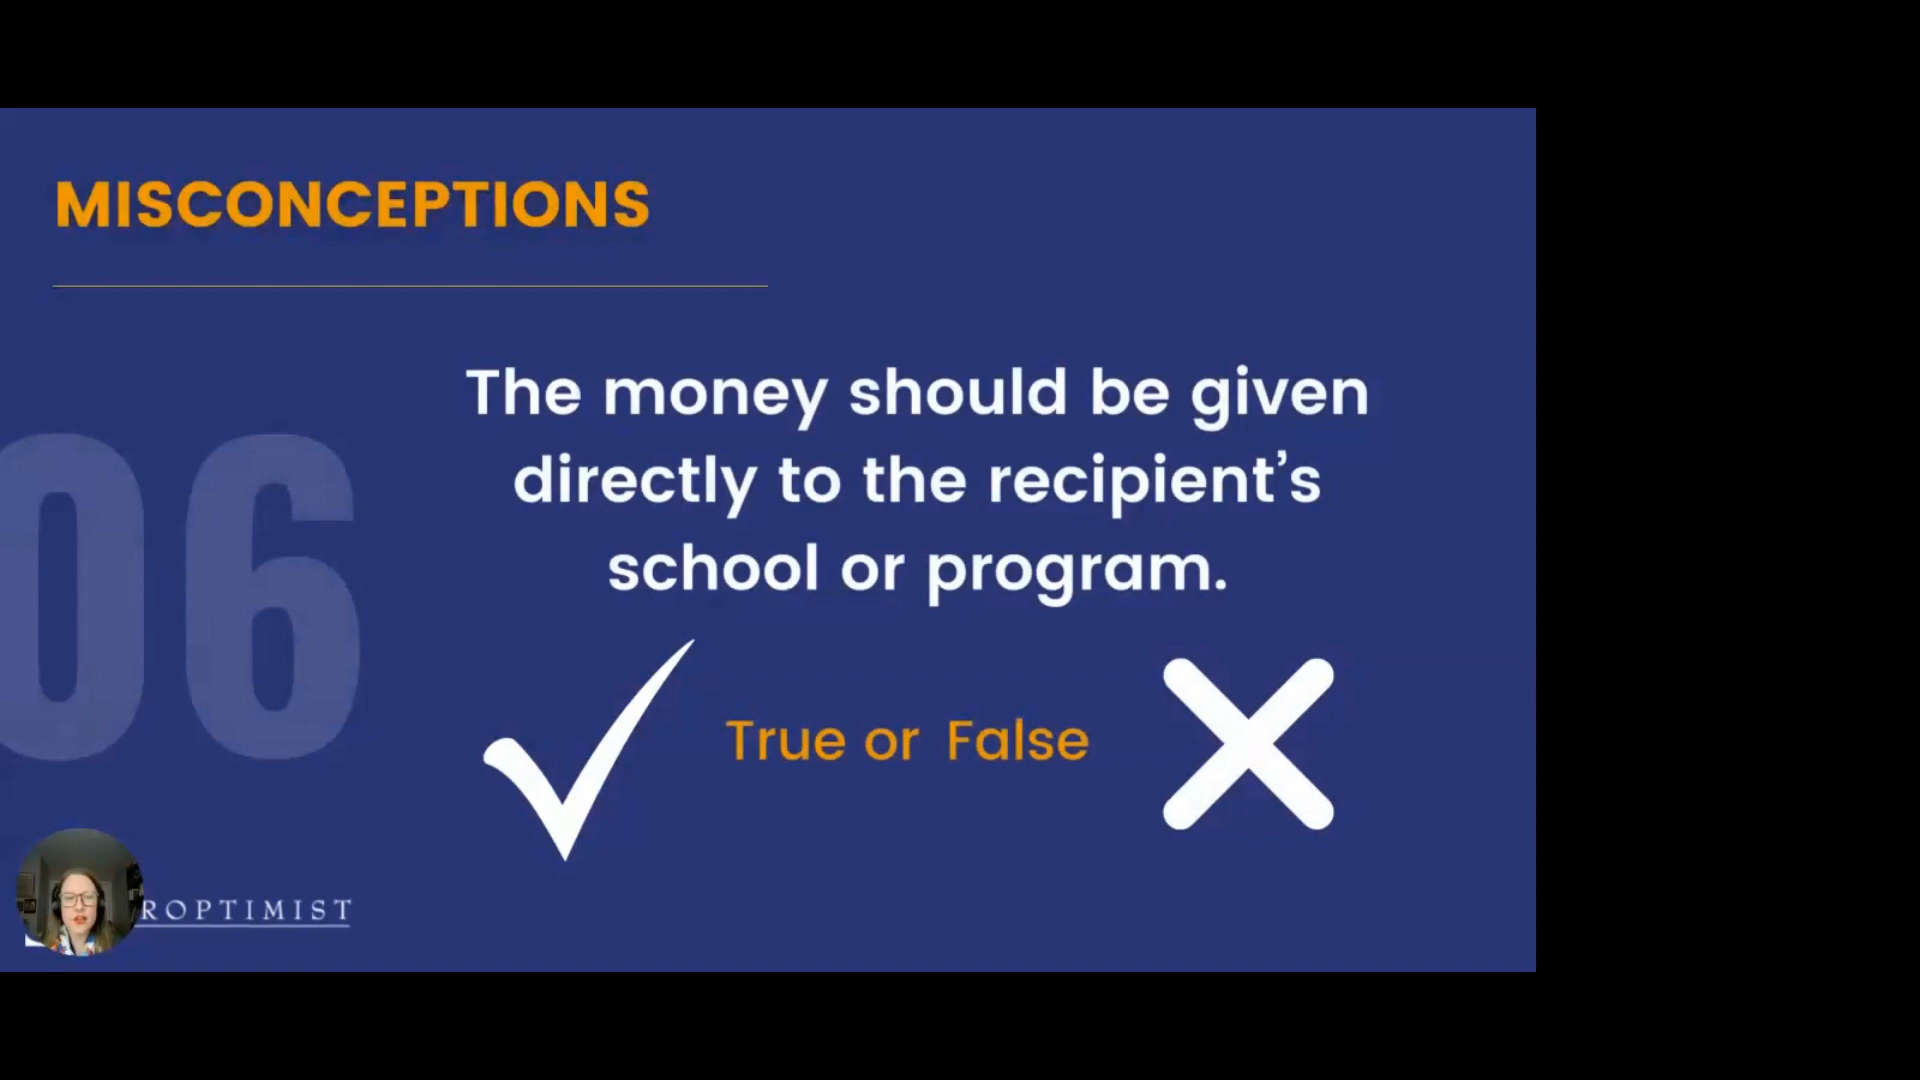 MISCONCEPTIONS
The money should be given
directly to the recipient’s
school or program.
06
True or False
ROPTIMIST